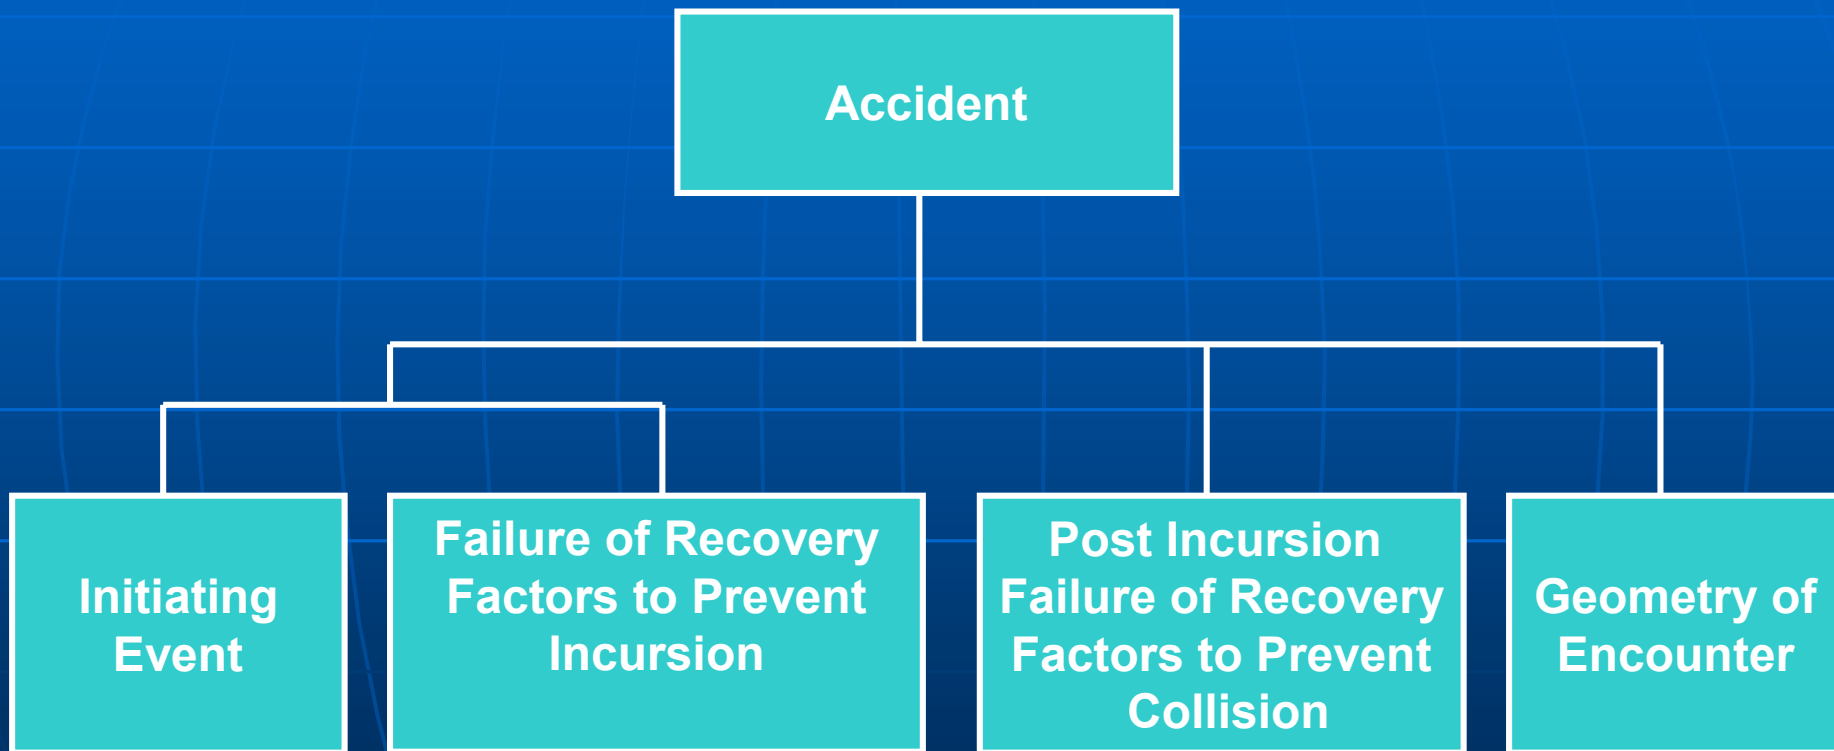 Accident
Initiating
Event
Failure of Recovery
Factors to Prevent
Incursion
Post Incursion
Failure of Recovery
Factors to Prevent
Collision
Geometry of
Encounter